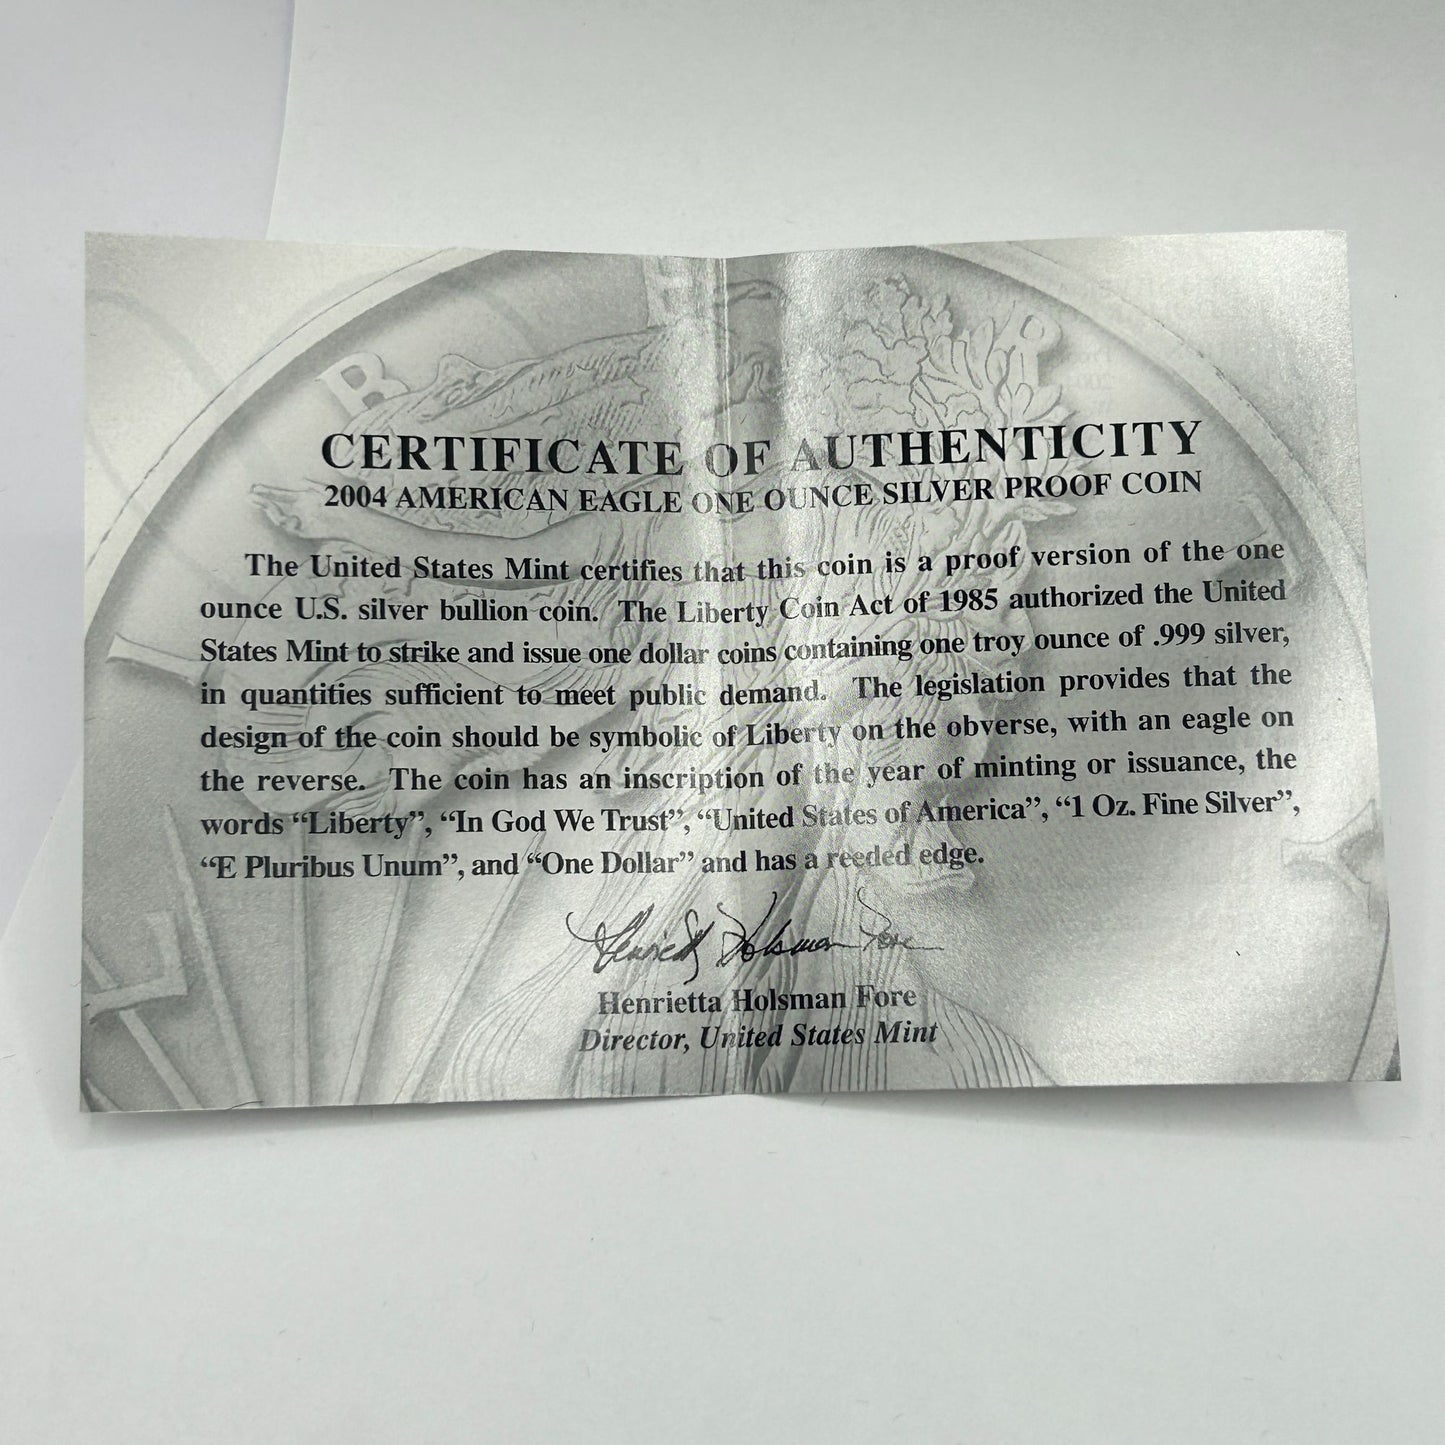 CERTIFICATE OF AUTHENTICITY
2004 AMERICAN EAGLE ONE OUNCE SILVER PROOF COIN
The United States Mint certifies that this coin is a proof version of the one
ounce U.S. silver bullion coin. The Liberty Coin Act of 1985 authorized the United
States Mint to strike and issue one dollar coins containing one troy ounce of .999 silver,
in quantities sufficient to meet public demand. The legislation provides that the
design of the coin should be symbolic of Liberty on the obverse, with an eagle on
the reverse. The coin has an inscription of the year of minting or issuance, the
words “Liberty”, “In God We Trust”, “United States of America”, “1 Oz. Fine Silver”,
“E Pluribus Unum”, and “One Dollar” and has a reeded edge.
Henrietta Holsman Fore
Henrietta Holsman Fore
Director, United States Mint